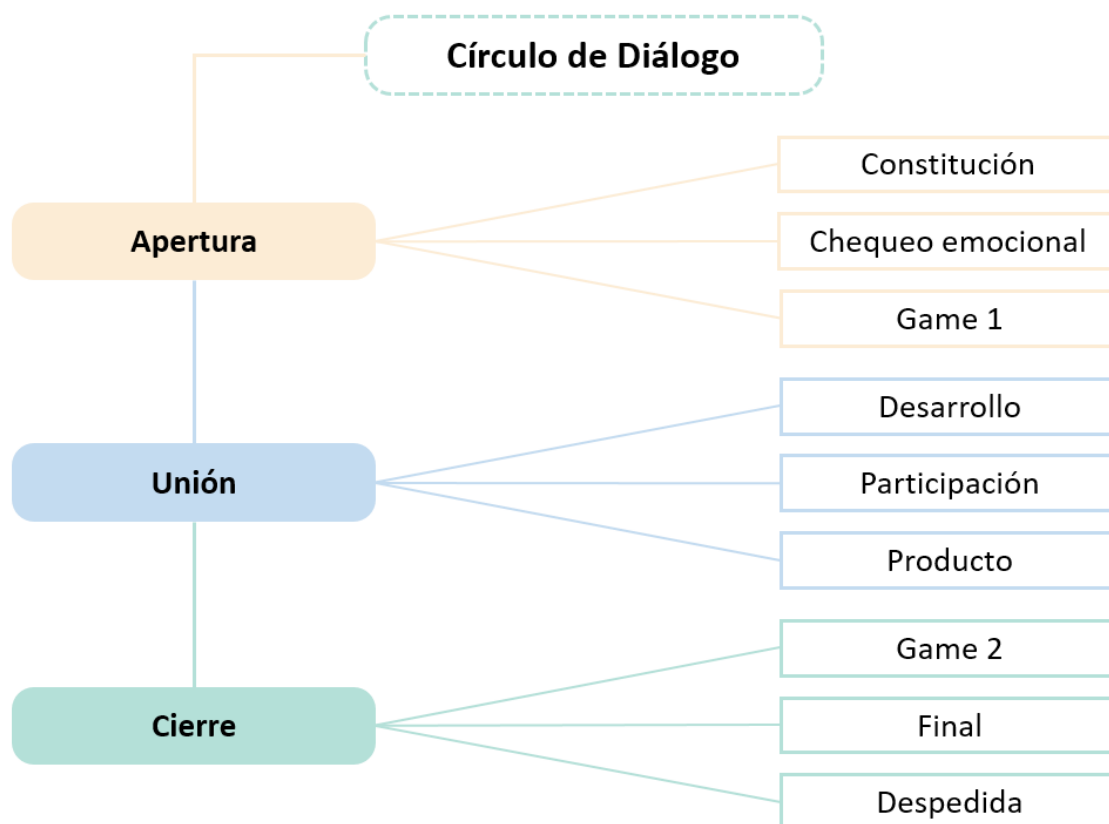 Círculo de Diálogo
Apertura
Constitución
Chequeo emocional
Game 1
Unión
Desarrollo
Participación
Producto
Cierre
Game 2
Final
Despedida